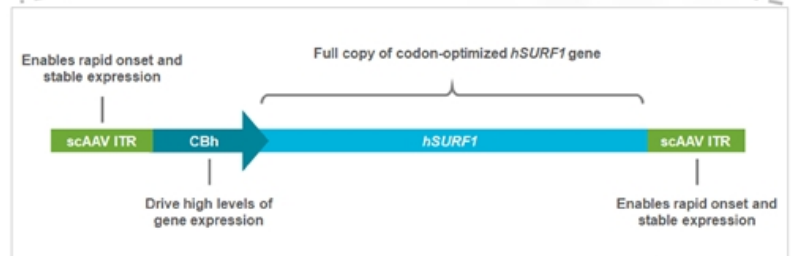 Enables rapid onset and
stable expression
Full copy of codon-optimized hSURF1 gene
scAAV ITR
CBh
hSURF1
scAAV ITR
Drive high levels of
gene expression
Enables rapid onset and
stable expression